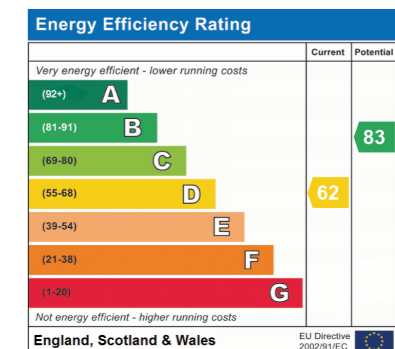 Energy Efficiency Rating
Current Potential
Very energy efficient - lower running costs
(92+) A
(81-91) B
83
(69-80) C
(55-68) D 62
(39-54) E
(21-38) F
(1-20) G
Not energy efficient - higher running costs
England, Scotland & Wales
EU Directive
2002/91/EC